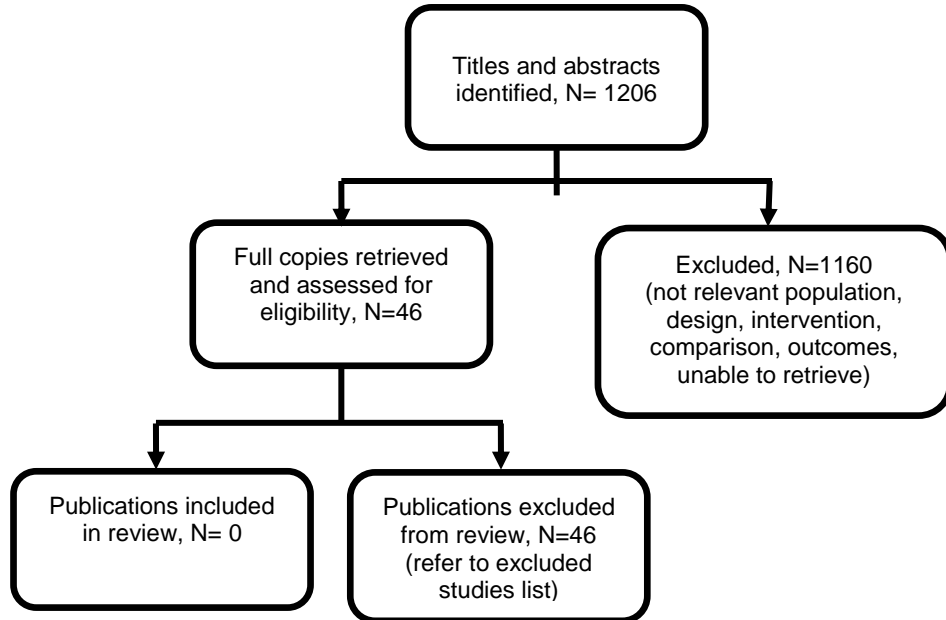 Titles and abstracts
identified, N= 1206
Full copies retrieved
and assessed for
eligibility, N=46
Excluded, N=1160
(not relevant population,
design, intervention,
comparison, outcomes,
unable to retrieve)
Publications included
in review, N= 0
Publications excluded
from review, N=46
(refer to excluded
studies list)